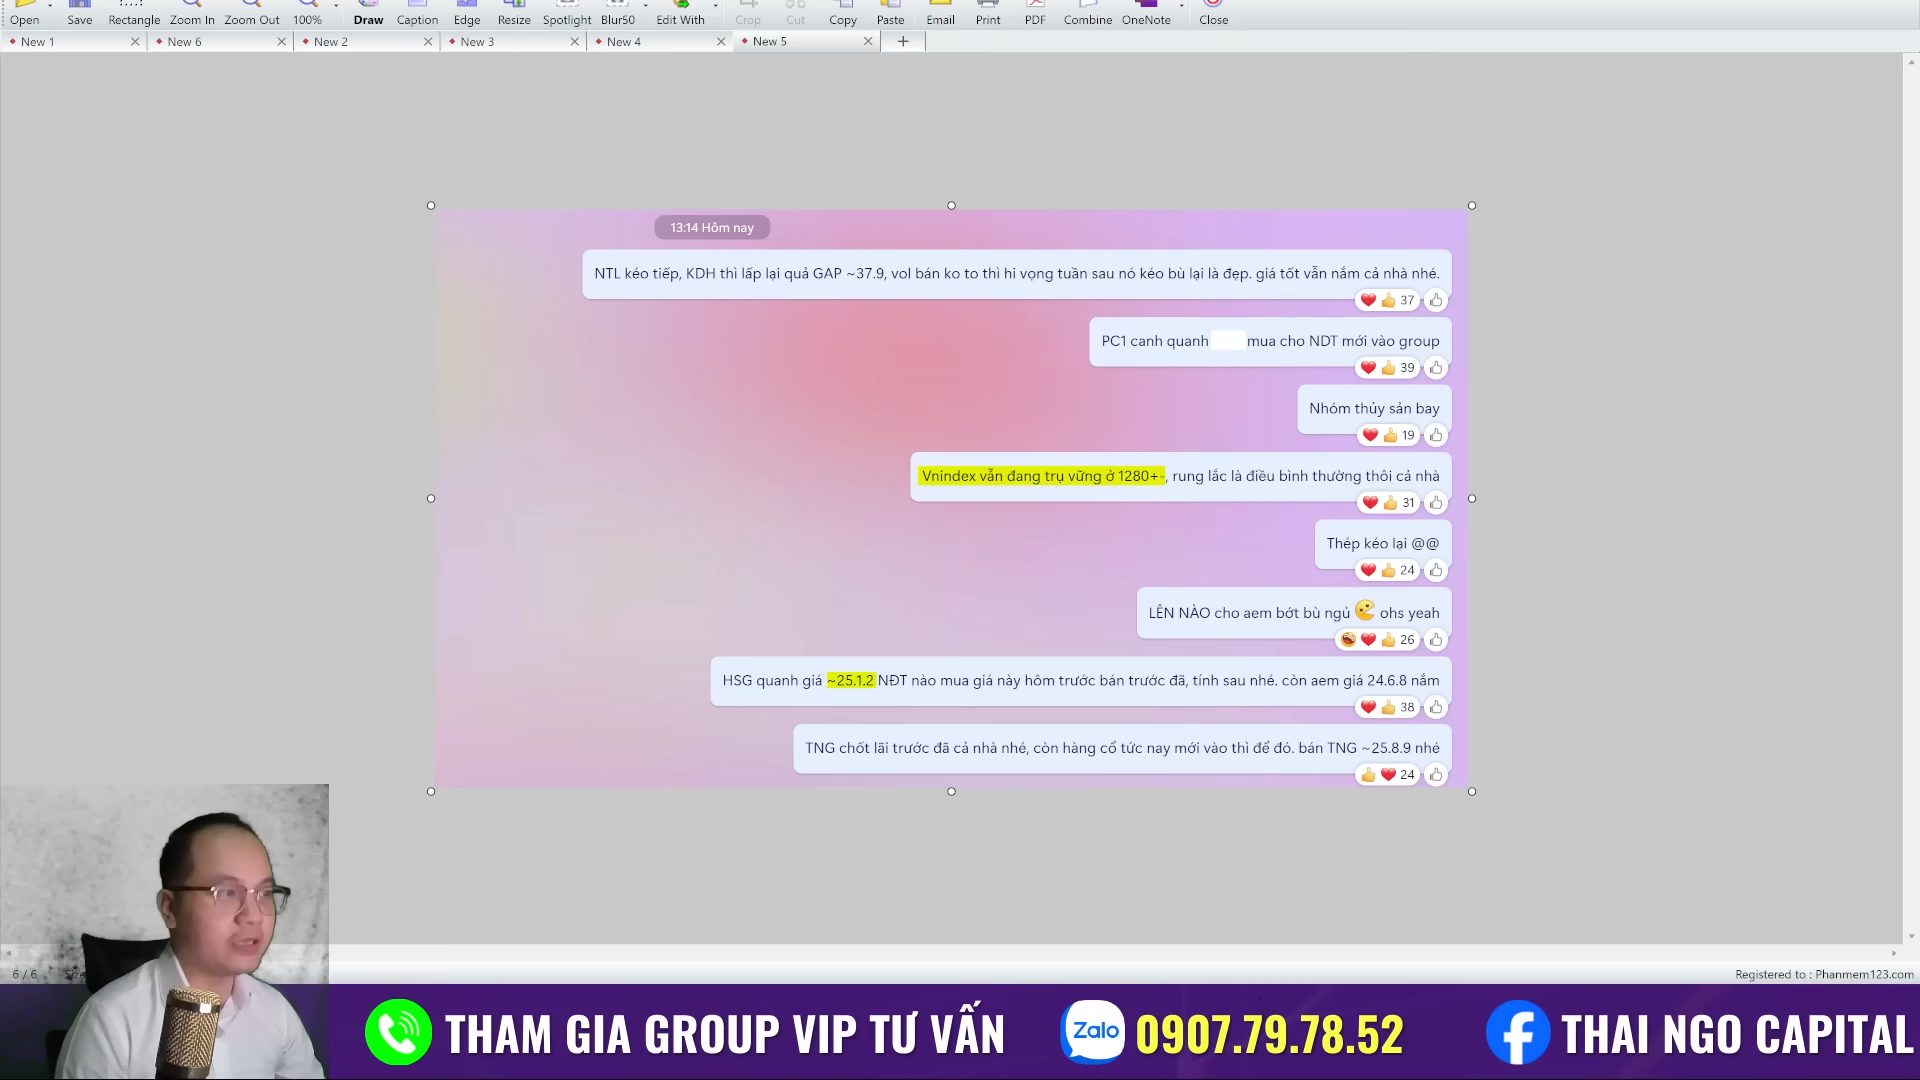 Open Save Rectangle Zoom In Zoom Out 100% Draw Caption Edge Resize Spotlight Blur50 Edit With Crop Cut Copy Paste Email Print PDF Combine OneNote Close
New 1 New 6 New 2 New 3 New 4 New 5
13:14 Hôm nay
NTL kéo tiếp, KDH thì lấp lại quả GAP ~37.9, vol bán ko to thì hi vọng tuần sau nó kéo bù lại là đẹp. giá tốt vẫn nắm cả nhà nhé.
37
PC1 canh quanh mua cho NDT mới vào group
39
Nhóm thủy sản bay
19
Vnindex vẫn đang trụ vững ở 1280+-, rung lắc là điều bình thường thôi cả nhà
31
Thép kéo lại @@
24
LÊN NÀO cho aem bớt bù ngủ ohs yeah
26
HSG quanh giá ~25.1.2 NĐT nào mua giá này hôm trước bán trước đã, tính sau nhé. còn aem giá 24.6.8 nắm
38
TNG chốt lãi trước đã cả nhà nhé, còn hàng cổ tức nay mới vào thì để đó. bán TNG ~25.8.9 nhé
24
6 / 6
Registered to : Phanmem123.com
THAM GIA GROUP VIP TƯ VẤN Zalo 0907.79.78.52 THAI NGO CAPITAL